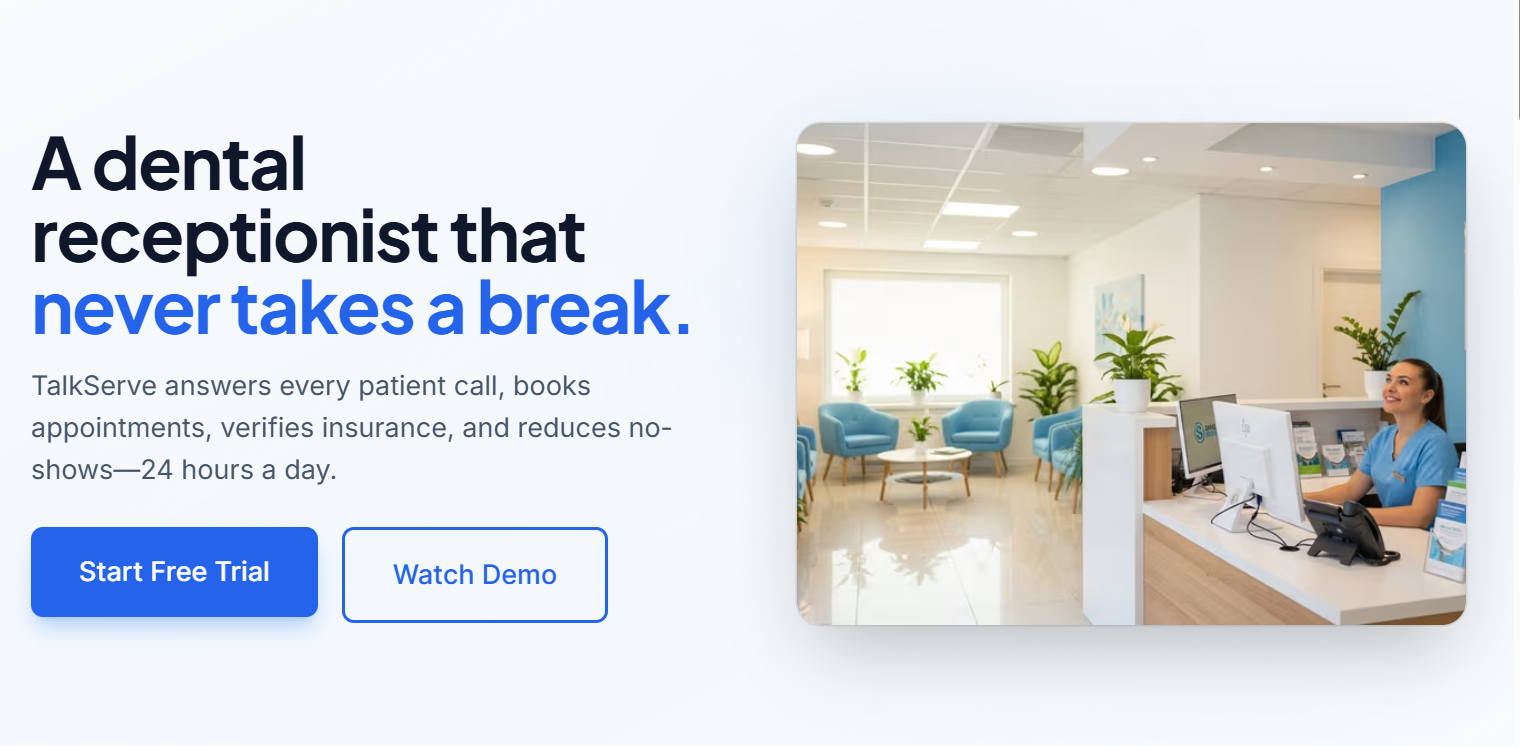 A dental
receptionist that
never takes a break.
TalkServe answers every patient call, books
appointments, verifies insurance, and reduces no-
shows—24 hours a day.
Start Free Trial
Watch Demo